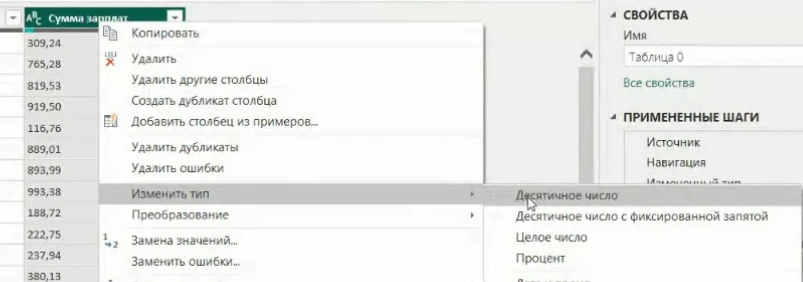 ABC Сумма зарплат
309,24
765,28
819,53
919,50
116,76
889,01
893,99
993,38
188,72
222,75
237,94
380,13
Копировать
Удалить
Удалить другие столбцы
Создать дубликат столбца
Добавить столбец из примеров...
Удалить дубликаты
Удалить ошибки
Изменить тип
Преобразование
Замена значений...
Заменить ошибки...
Десятичное число
Десятичное число с фиксированной запятой
Целое число
Процент
СВОЙСТВА
Имя
Таблица 0
Все свойства
ПРИМЕНЕННЫЕ ШАГИ
Источник
Навигация
Измененный тип